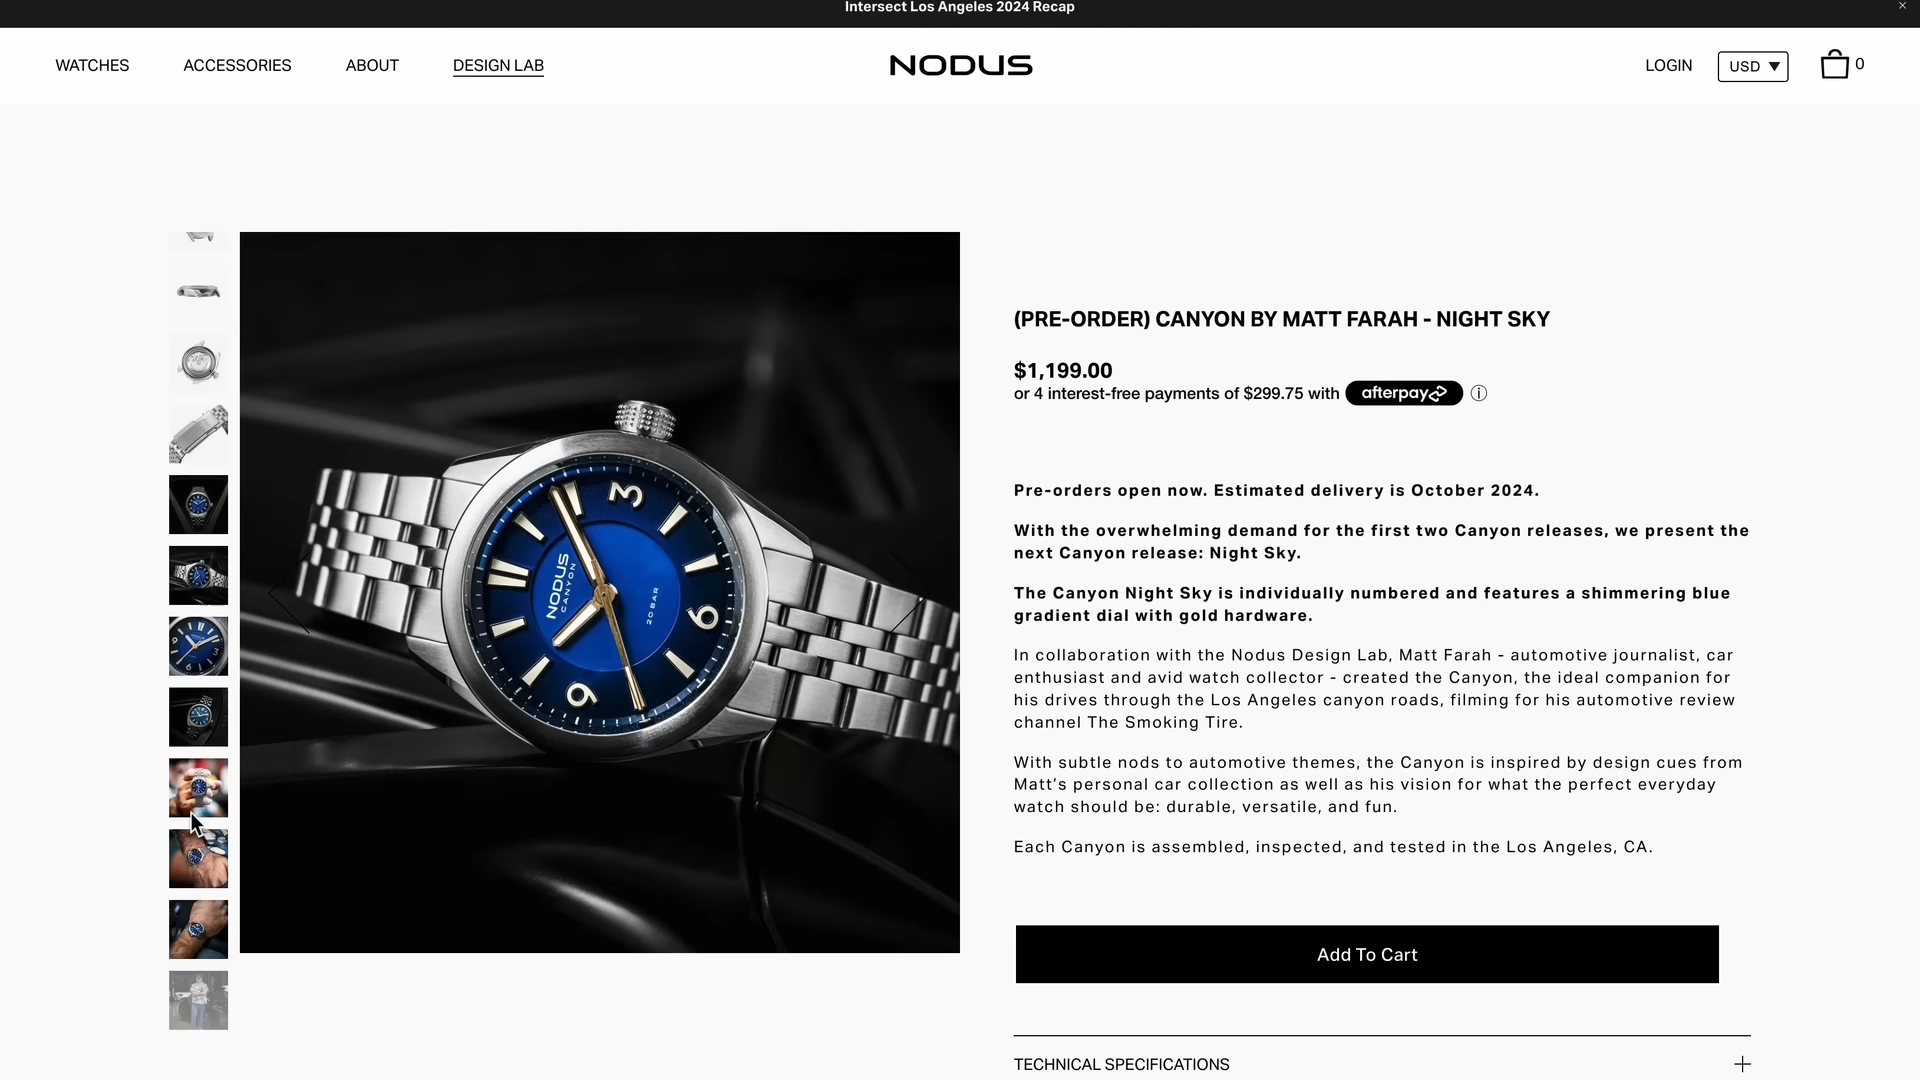 Intersect Los Angeles 2024 Recap
WATCHES
ACCESSORIES
ABOUT
DESIGN LAB
NODUS
LOGIN
USD
0
3
6
9
NODUS
CANYON
20 BAR
(PRE-ORDER) CANYON BY MATT FARAH - NIGHT SKY
$1,199.00
or 4 interest-free payments of $299.75 with afterpay
Pre-orders open now. Estimated delivery is October 2024.
With the overwhelming demand for the first two Canyon releases, we present the
next Canyon release: Night Sky.
The Canyon Night Sky is individually numbered and features a shimmering blue
gradient dial with gold hardware.
In collaboration with the Nodus Design Lab, Matt Farah - automotive journalist, car
enthusiast and avid watch collector - created the Canyon, the ideal companion for
his drives through the Los Angeles canyon roads, filming for his automotive review
channel The Smoking Tire.
With subtle nods to automotive themes, the Canyon is inspired by design cues from
Matt’s personal car collection as well as his vision for what the perfect everyday
watch should be: durable, versatile, and fun.
Each Canyon is assembled, inspected, and tested in the Los Angeles, CA.
Add To Cart
TECHNICAL SPECIFICATIONS